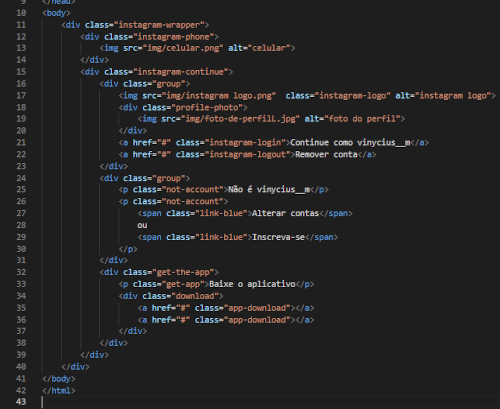 9 </head>
10 <body>
11 <div class="instagram-wrapper">
12 <div class="instagram-phone">
13 <img src="img/celular.png" alt="celular">
14 </div>
15 <div class="instagram-continue">
16 <div class="group">
17 <img src="img/instagram logo.png"  class="instagram-logo" alt="instagram logo">
18 <div class="profile-photo">
19 <img src="img/foto-de-perfilL.jpg" alt="foto do perfil">
20 </div>
21 <a href="#" class="instagram-login">Continue como vinycius__m</a>
22 <a href="#" class="instagram-logout">Remover conta</a>
23 </div>
24 <div class="group">
25 <p class="not-account">Não é vinycius__m</p>
26 <p class="not-account">
27 <span class="link-blue">Alterar contas</span>
28 ou
29 <span class="link-blue">Inscreva-se</span>
30 </p>
31 </div>
32 <div class="get-the-app">
33 <p class="get-app">Baixe o aplicativo</p>
34 <div class="download">
35 <a href="#" class="app-download"></a>
36 <a href="#" class="app-download"></a>
37 </div>
38 </div>
39 </div>
40 </div>
41 </body>
42 </html>
43